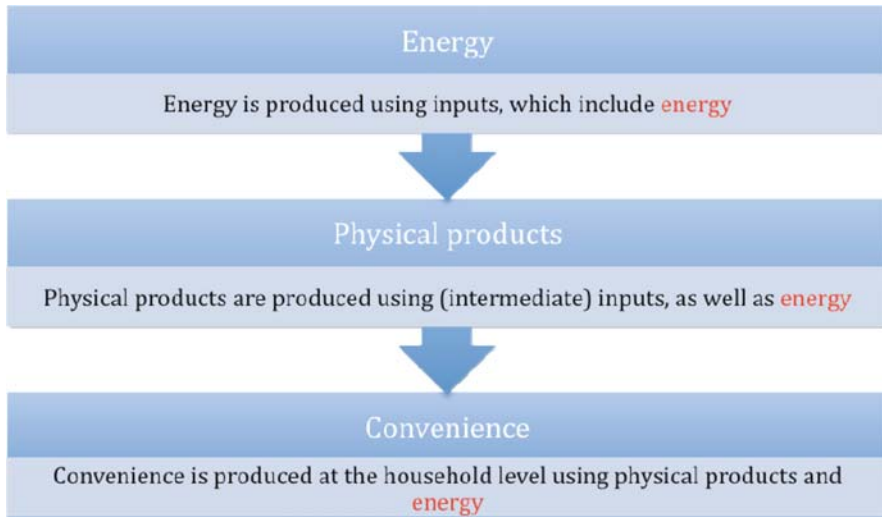 Energy
Energy is produced using inputs, which include energy
Physical products
Physical products are produced using (intermediate) inputs, as well as energy
Convenience
Convenience is produced at the household level using physical products and
energy